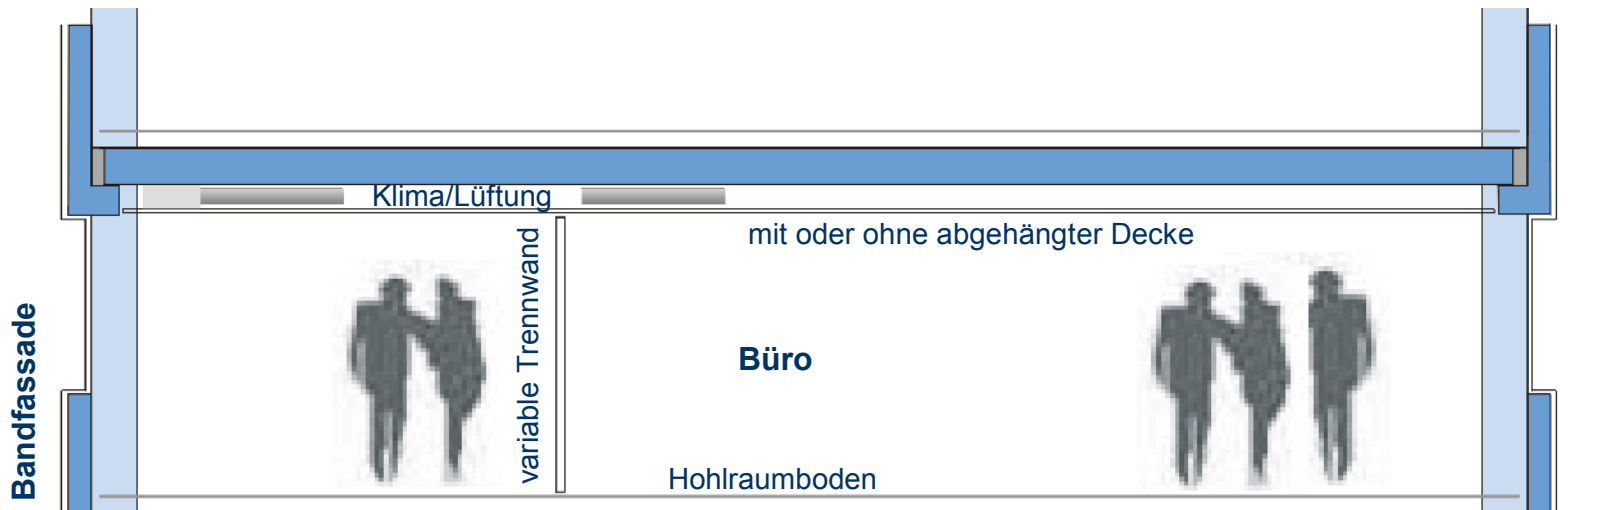 Klima/Lüftung
mit oder ohne abgehängter Decke
variable Trennwand
Bandfassade
Büro
Hohlraumboden